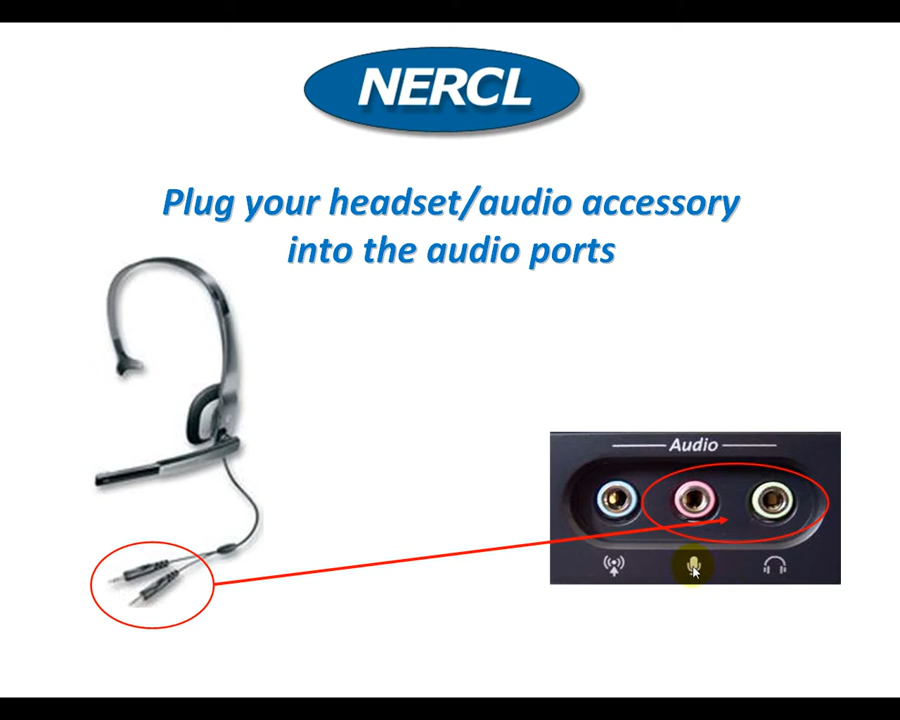 NERCL
Plug your headset/audio accessory
into the audio ports
Audio